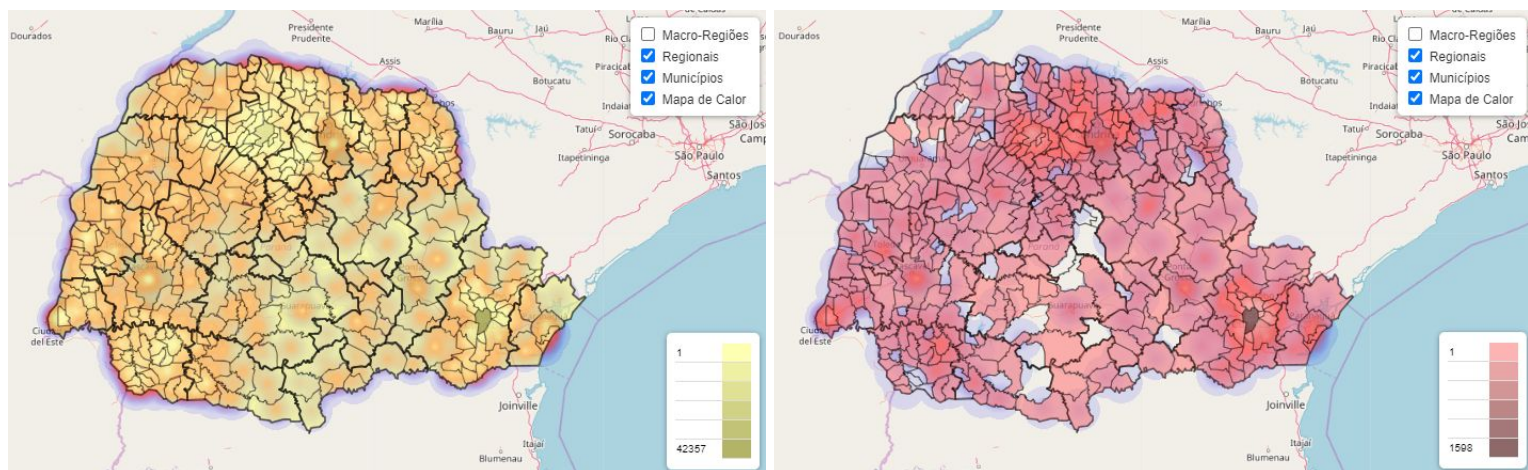 Dourados
Presidente
Prudente
Marília
Bauru
Jaú
Assis
Botucatu
Tatuí
Sorocaba
Itapetininga
São Paulo
Santos
Ciudad
del Este
Guarapuava
Joinville
Itajaí
Blumenau
Macro-Regiões
Regionais
Municípios
Mapa de Calor
1
42357
Dourados
Presidente
Prudente
Marília
Bauru
Jaú
Assis
Botucatu
Tatuí
Sorocaba
Itapetininga
São Paulo
Santos
Ciudad
del Este
Paraná
Guarapuava
Joinville
Itajaí
Blumenau
Macro-Regiões
Regionais
Municípios
Mapa de Calor
1
1598